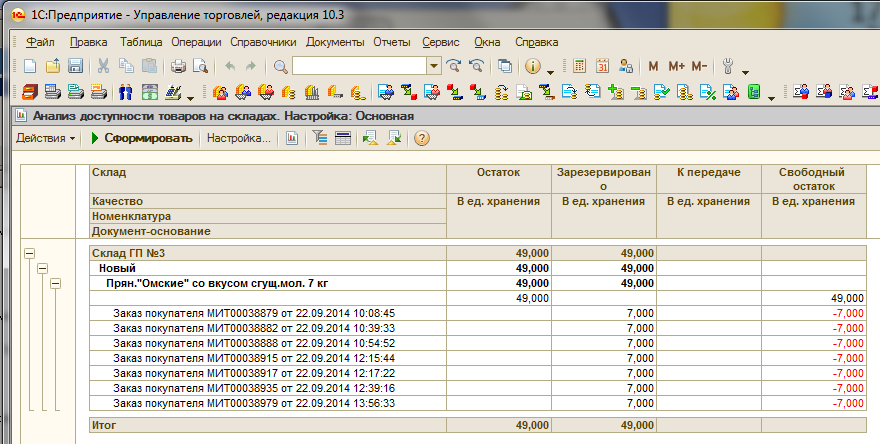 1С:Предприятие - Управление торговлей, редакция 10.3
Файл Правка Таблица Операции Справочники Документы Отчеты Сервис Окна Справка
M M+ M-
Анализ доступности товаров на складах. Настройка: Основная
Действия Сформировать Настройка...
Склад Остаток Зарезервирован К передаче Свободный
о остаток
Качество В ед. хранения В ед. хранения В ед. хранения В ед. хранения
Номенклатура
Документ-основание
Склад ГП №3 49,000 49,000
Новый 49,000 49,000
Прян."Омские" со вкусом сгущ.мол. 7 кг 49,000 49,000
49,000 49,000
Заказ покупателя МИТ00038879 от 22.09.2014 10:08:45 7,000 -7,000
Заказ покупателя МИТ00038882 от 22.09.2014 10:39:33 7,000 -7,000
Заказ покупателя МИТ00038888 от 22.09.2014 10:54:52 7,000 -7,000
Заказ покупателя МИТ00038915 от 22.09.2014 12:15:44 7,000 -7,000
Заказ покупателя МИТ00038917 от 22.09.2014 12:17:22 7,000 -7,000
Заказ покупателя МИТ00038935 от 22.09.2014 12:39:16 7,000 -7,000
Заказ покупателя МИТ00038979 от 22.09.2014 13:56:33 7,000 -7,000
Итог 49,000 49,000